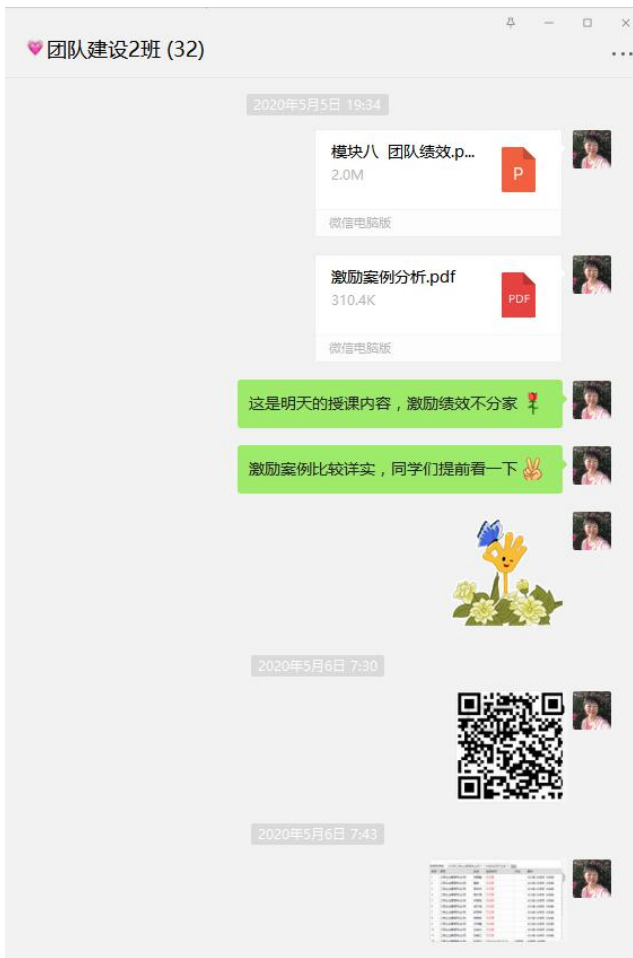 团队建设2班 (32)
2020年5月5日 19:34
模块八 团队绩效.p...
2.0M
P
微信电脑版
激励案例分析.pdf
310.4K
PDF
微信电脑版
这是明天的授课内容，激励绩效不分家
激励案例比较详实，同学们提前看一下
2020年5月6日 7:30
2020年5月6日 7:43